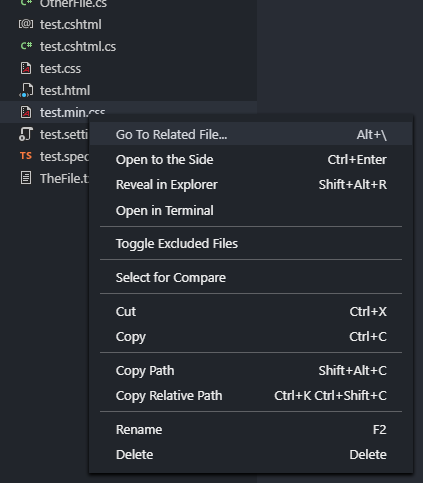 C# OtherFile.cs
[@] test.cshtml
C# test.cshtml.cs
test.css
test.html
test.min.css
test.setti
TS test.spec
TheFile.t
Go To Related File... Alt+\
Open to the Side Ctrl+Enter
Reveal in Explorer Shift+Alt+R
Open in Terminal
Toggle Excluded Files
Select for Compare
Cut Ctrl+X
Copy Ctrl+C
Copy Path Shift+Alt+C
Copy Relative Path Ctrl+K Ctrl+Shift+C
Rename F2
Delete Delete